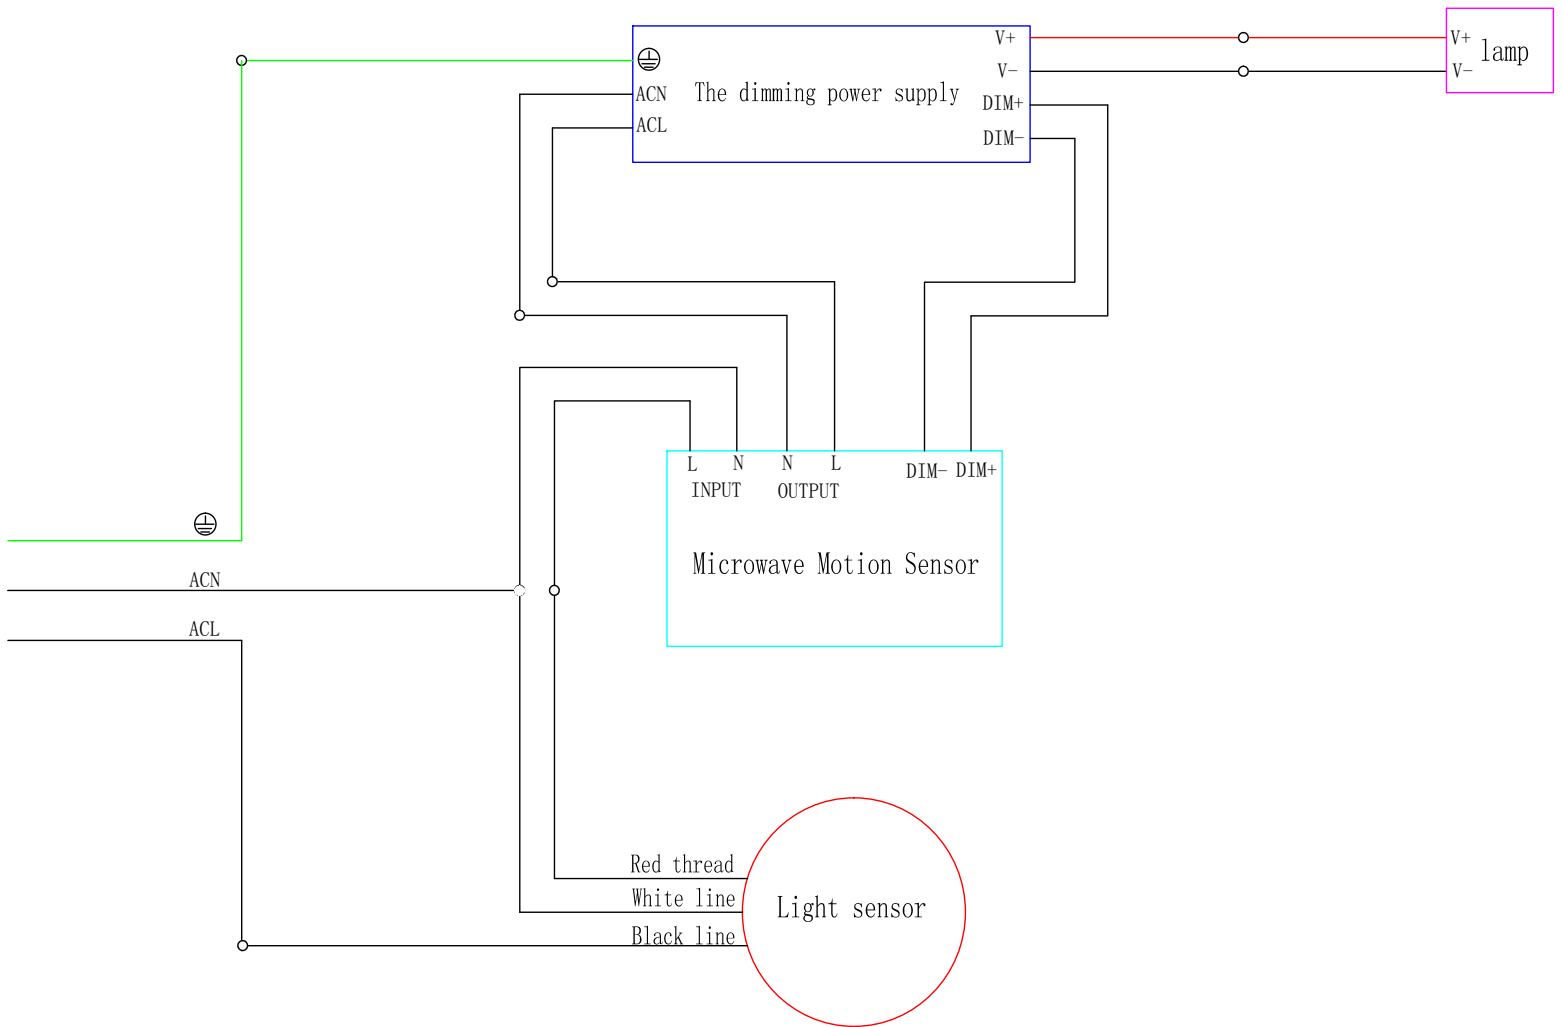 V+
V+
lamp
V-
V-
The dimming power supply
ACN
DIM+
ACL
DIM-
L
N
N
L
DIM-
DIM+
INPUT
OUTPUT
Microwave Motion Sensor
ACN
ACL
Red thread
White line
Light sensor
Black line